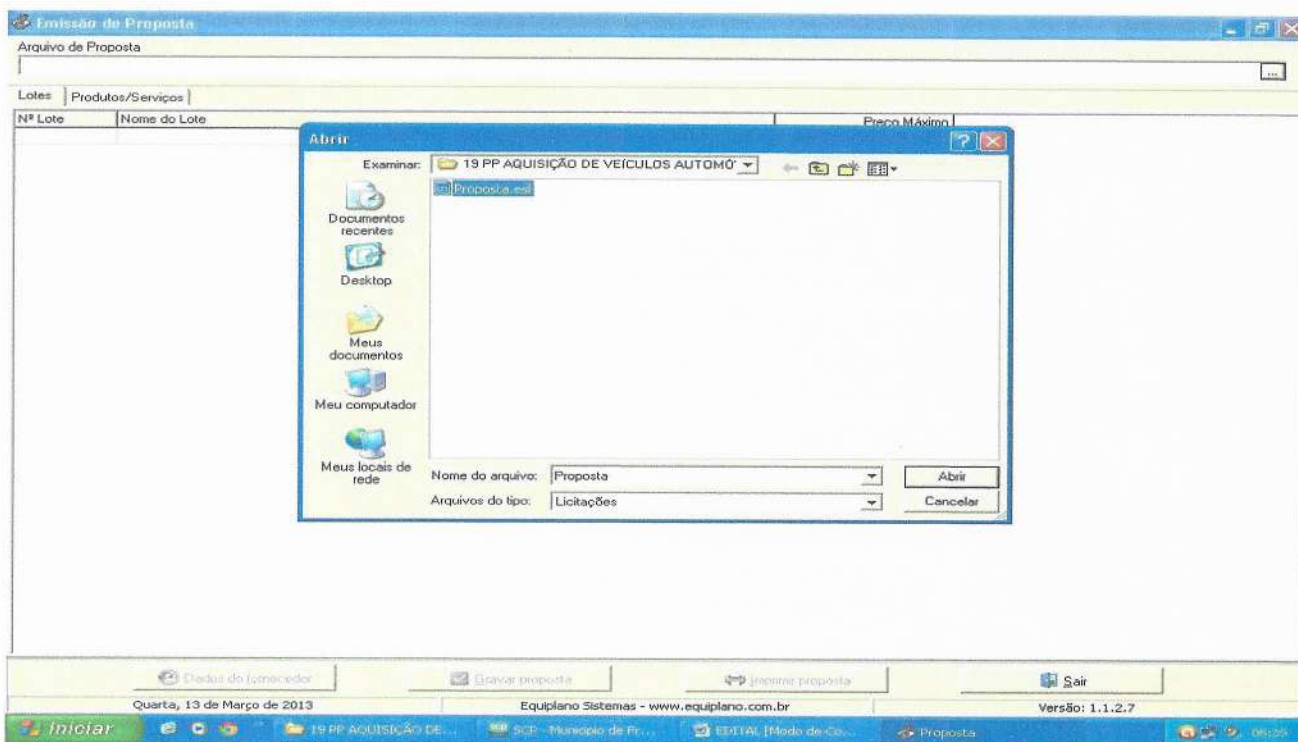 Emissão de Proposta
Arquivo de Proposta
...
Lotes Produtos/Serviços
Nº Lote Nome do Lote Preço Máximo
Abrir
Examinar: 19 PP AQUISIÇÃO DE VEÍCULOS AUTOMÓ
Proposta.esl
Documentos
recentes
Desktop
Meus
documentos
Meu computador
Meus locais de
rede
Nome do arquivo: Proposta Abrir
Arquivos do tipo: Licitações Cancelar
Dados do fornecedor Gravar proposta Imprimir proposta Sair
Quarta, 13 de Março de 2013 Equiplano Sistemas - www.equiplano.com.br Versão: 1.1.2.7
Iniciar 19 PP AQUISIÇÃO DE... SCP - Município de Fr... EDITAL [Modo de Co... Proposta